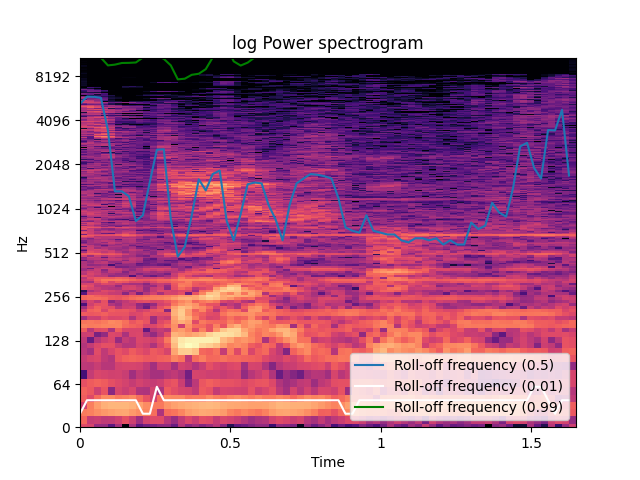 log Power spectrogram
Hz
8192
4096
2048
1024
512
256
128
64
0
Roll-off frequency (0.5)
Roll-off frequency (0.01)
Roll-off frequency (0.99)
0 0.5 1 1.5
Time